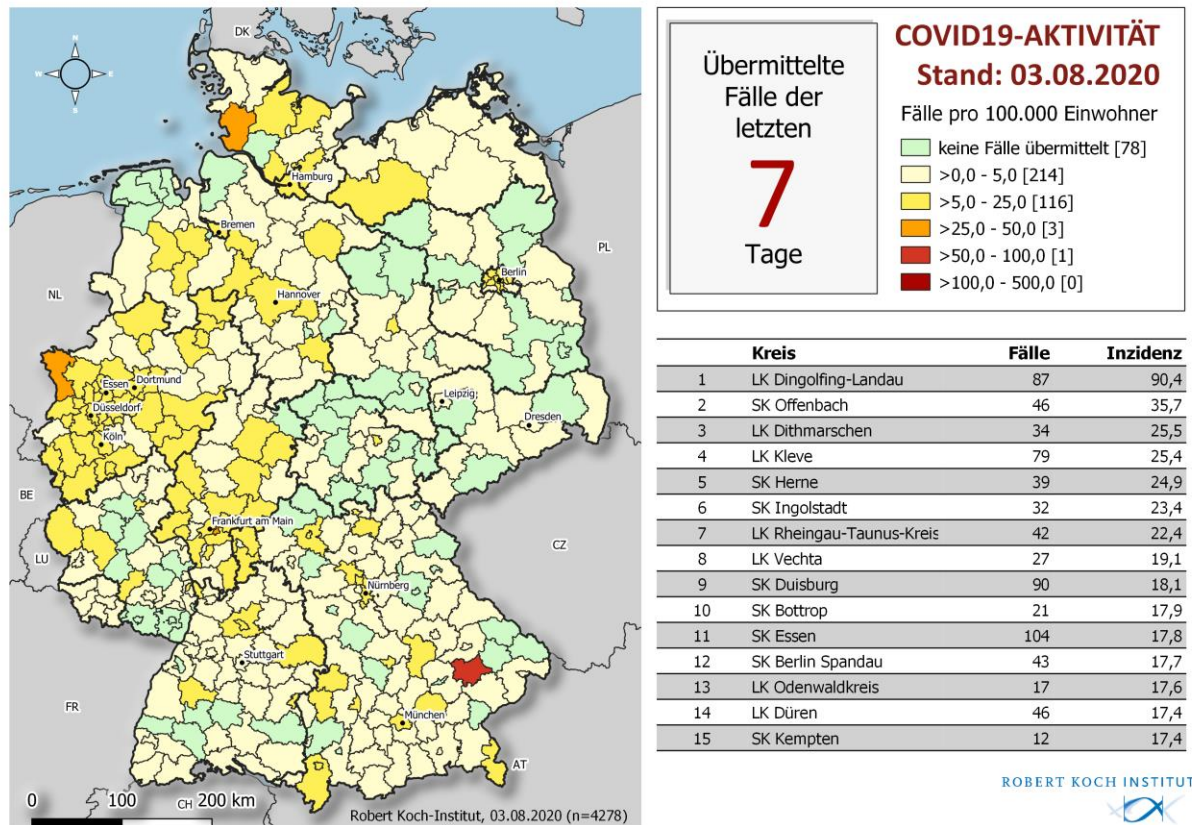 DK
N
W
E
S
Hamburg
Bremen
PL
Berlin
NL
Hannover
Essen
Dortmund
Düsseldorf
Leipzig
Köln
Dresden
BE
Frankfurt am Main
LU
CZ
Nürnberg
Stuttgart
FR
München
AT
0 100 CH 200 km
Robert Koch-Institut, 03.08.2020 (n=4278)
Übermittelte
Fälle der
letzten
7
Tage
COVID19-AKTIVITÄT
Stand: 03.08.2020
Fälle pro 100.000 Einwohner
keine Fälle übermittelt [78]
>0,0 - 5,0 [214]
>5,0 - 25,0 [116]
>25,0 - 50,0 [3]
>50,0 - 100,0 [1]
>100,0 - 500,0 [0]
Kreis Fälle Inzidenz
1 LK Dingolfing-Landau 87 90,4
2 SK Offenbach 46 35,7
3 LK Dithmarschen 34 25,5
4 LK Kleve 79 25,4
5 SK Herne 39 24,9
6 SK Ingolstadt 32 23,4
7 LK Rheingau-Taunus-Kreis 42 22,4
8 LK Vechta 27 19,1
9 SK Duisburg 90 18,1
10 SK Bottrop 21 17,9
11 SK Essen 104 17,8
12 SK Berlin Spandau 43 17,7
13 LK Odenwaldkreis 17 17,6
14 LK Düren 46 17,4
15 SK Kempten 12 17,4
ROBERT KOCH INSTITUT